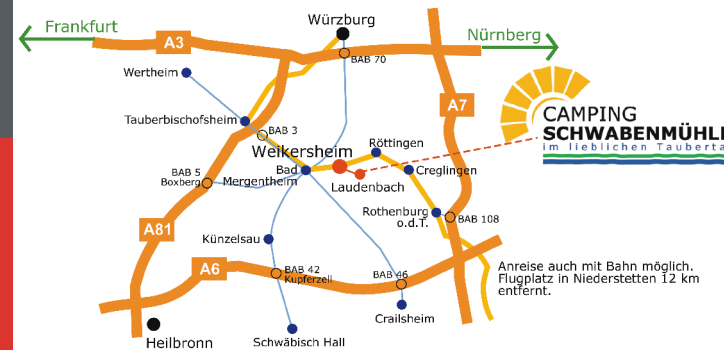 Frankfurt
Würzburg
Nürnberg
A3
BAB 70
Wertheim
A7
CAMPING
SCHWABENMÜHLE
im lieblichen Taubertal
Tauberbischofsheim
BAB 3
Weikersheim
Röttingen
BAB 5
Boxberg
Bad
Mergentheim
Creglingen
Laudenbach
Rothenburg
o.d.T.
BAB 108
A81
Künzelsau
A6
BAB 42
Kupferzell
BAB 46
Anreise auch mit Bahn möglich.
Flugplatz in Niederstetten 12 km
entfernt.
Crailsheim
Heilbronn
Schwäbisch Hall